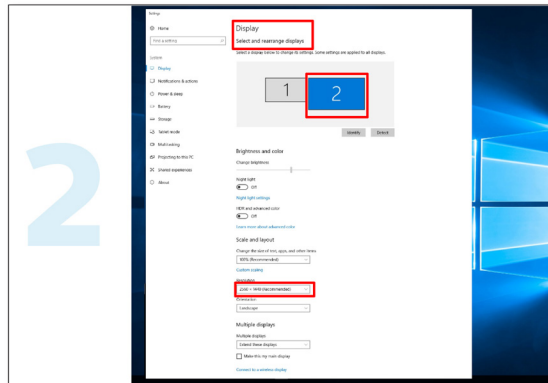 2
Settings
Home
Find a setting
System
Display
Notifications & actions
Power & sleep
Battery
Storage
Tablet mode
Multitasking
Projecting to this PC
Shared experiences
About
Display
Select and rearrange displays
Select a display below to change its settings. Some settings are applied to all displays.
1
2
Identify Detect
Brightness and color
Change brightness
Night light
Off
Night light settings
HDR and advanced color
Off
Learn more about advanced color
Scale and layout
Change the size of text, apps, and other items
100% (Recommended)
Custom scaling
Resolution
2560 × 1440 (Recommended)
Orientation
Landscape
Multiple displays
Multiple displays
Extend these displays
Make this my main display
Connect to a wireless display